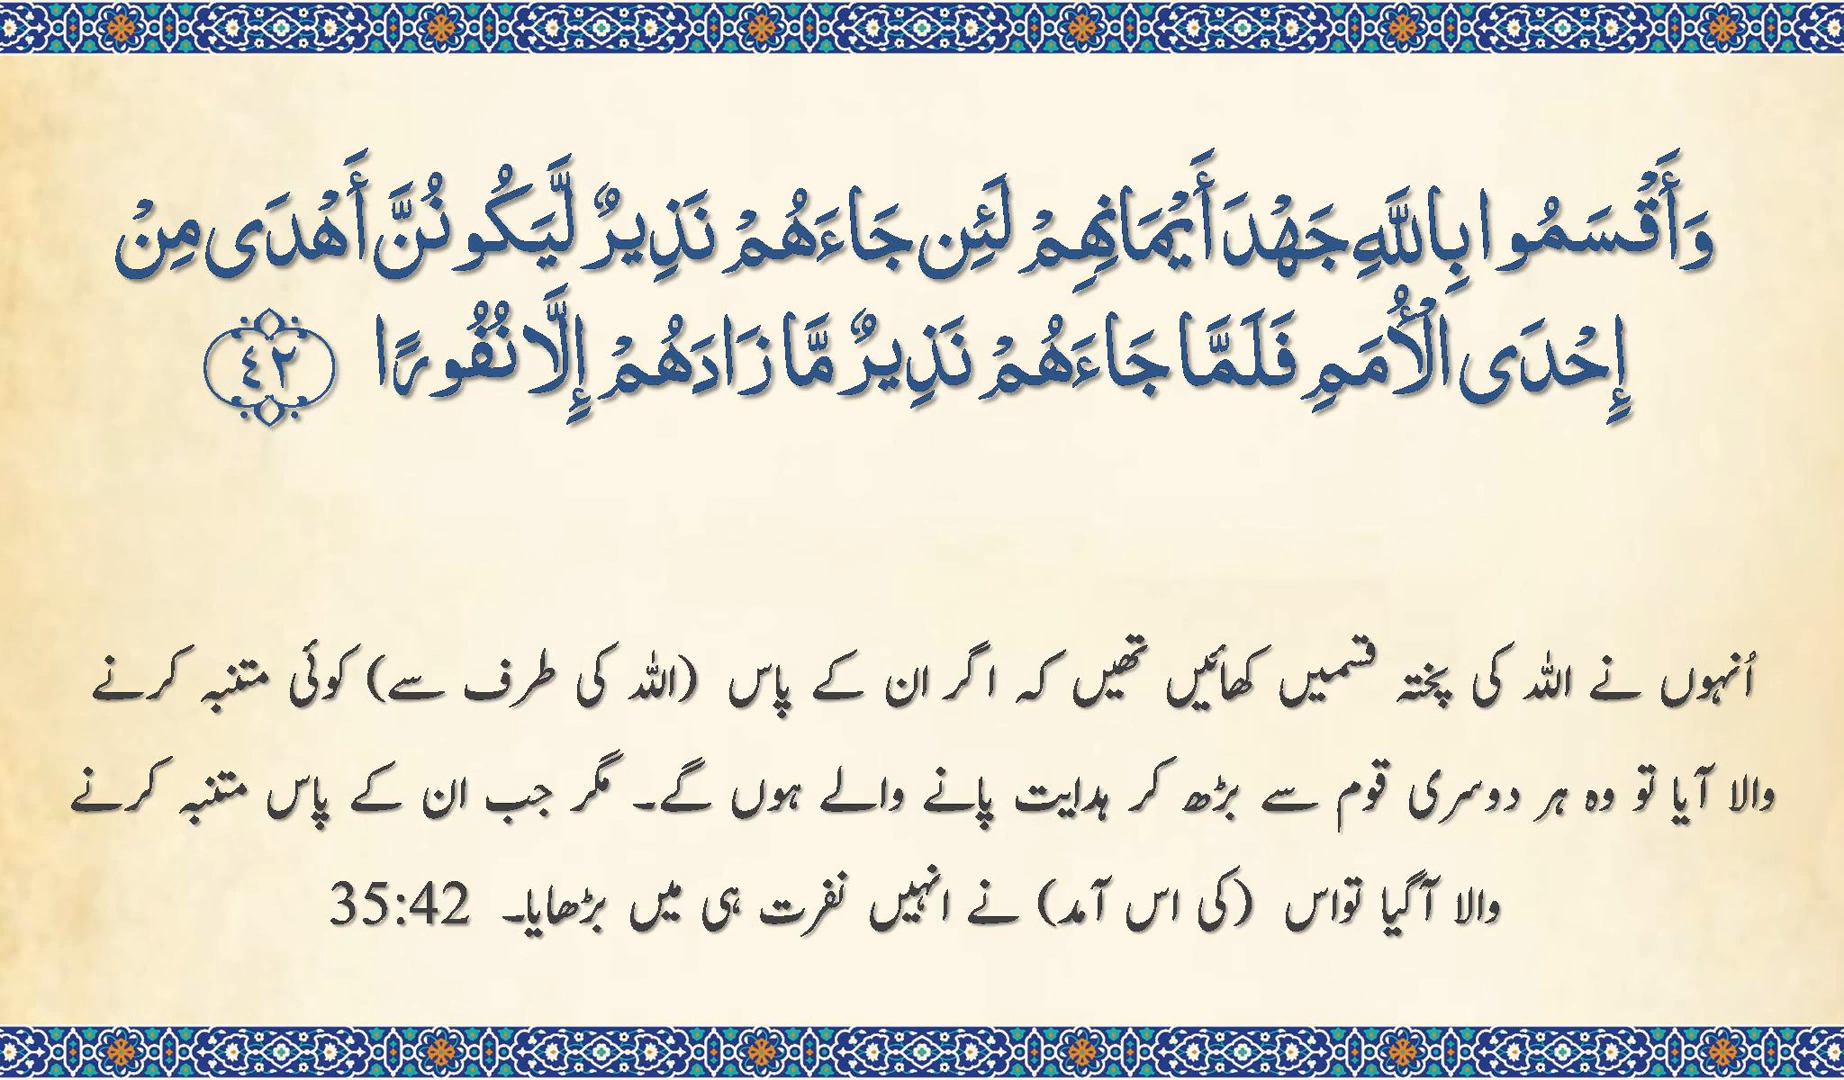 وَأَقْسَمُوا بِاللَّهِ جَهْدَ أَيْمَانِهِمْ لَئِن جَاءَهُمْ نَذِيرٌ لَّيَكُونُنَّ أَهْدَى مِنْ
إِحْدَى الْأُمَمِ فَلَمَّا جَاءَهُمْ نَذِيرٌ مَّا زَادَهُمْ إِلَّا نُفُورًا ٤٢
اُنہوں نے اللہ کی پختہ قسمیں کھائیں تھیں کہ اگر ان کے پاس (اللہ کی طرف سے) کوئی متنبہ کرنے
والا آیا تو وہ ہر دوسری قوم سے بڑھ کر ہدایت پانے والے ہوں گے۔ مگر جب ان کے پاس متنبہ کرنے
والا آگیا تواس (کی اس آمد) نے انہیں نفرت ہی میں بڑھایا۔ 35:42